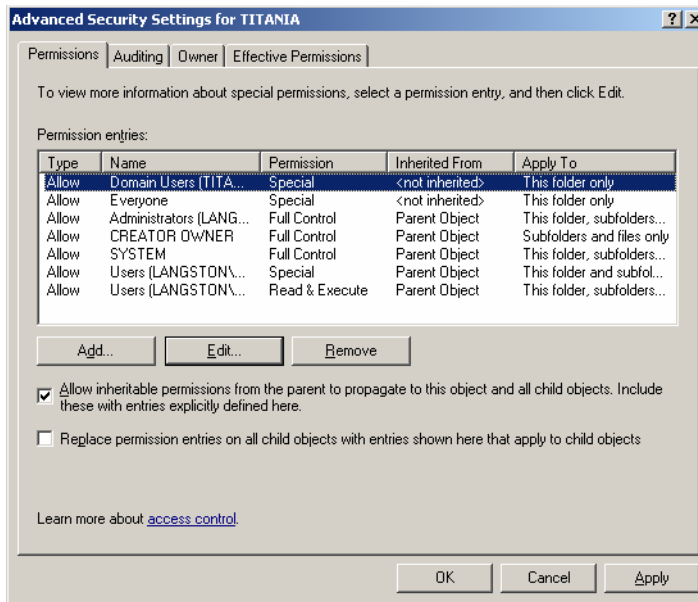 Advanced Security Settings for TITANIA
Permissions Auditing Owner Effective Permissions
To view more information about special permissions, select a permission entry, and then click Edit.
Permission entries:
Type Name Permission Inherited From Apply To
Allow Domain Users (TITA... Special <not inherited> This folder only
Allow Everyone Special <not inherited> This folder only
Allow Administrators (LANG... Full Control Parent Object This folder, subfolders...
Allow CREATOR OWNER Full Control Parent Object Subfolders and files only
Allow SYSTEM Full Control Parent Object This folder, subfolders...
Allow Users (LANGSTON\... Special Parent Object This folder and subfol...
Allow Users (LANGSTON\... Read & Execute Parent Object This folder, subfolders...
Add... Edit... Remove
Allow inheritable permissions from the parent to propagate to this object and all child objects. Include
these with entries explicitly defined here.
Replace permission entries on all child objects with entries shown here that apply to child objects
Learn more about access control.
OK Cancel Apply